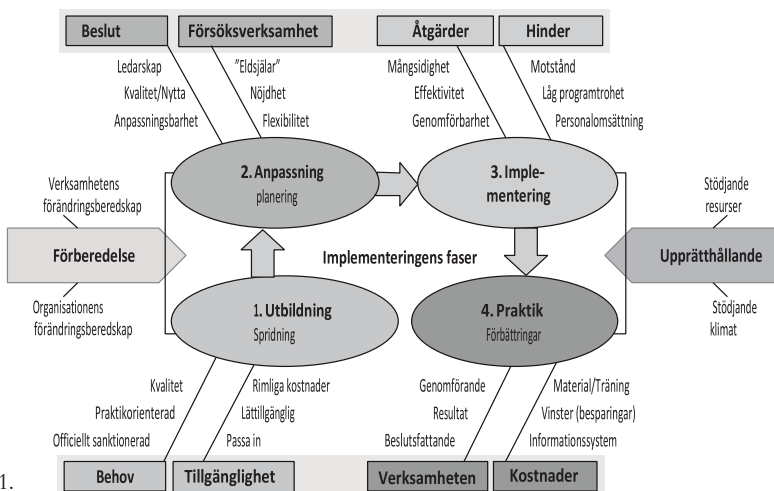 Beslut
Försöksverksamhet
Åtgärder
Hinder
Ledarskap
Kvalitet/Nytta
Anpassningsbarhet
"Eldsjälar"
Nöjdhet
Flexibilitet
Mångsidighet
Effektivitet
Genomförbarhet
Motstånd
Låg programtrohet
Personalomsättning
2. Anpassning
planering
3. Imple-
mentering
Verksamhetens
förändringsberedskap
Förberedelse
Organisationens
förändringsberedskap
Implementeringens faser
Stödjande
resurser
Upprätthållande
Stödjande
klimat
1. Utbildning
Spridning
4. Praktik
Förbättringar
Kvalitet
Praktikorienterad
Officiellt sanktionerad
Rimliga kostnader
Lättillgänglig
Passa in
Genomförande
Resultat
Beslutsfattande
Material/Träning
Vinster (besparingar)
Informationssystem
Behov
Tillgänglighet
Verksamheten
Kostnader
1.